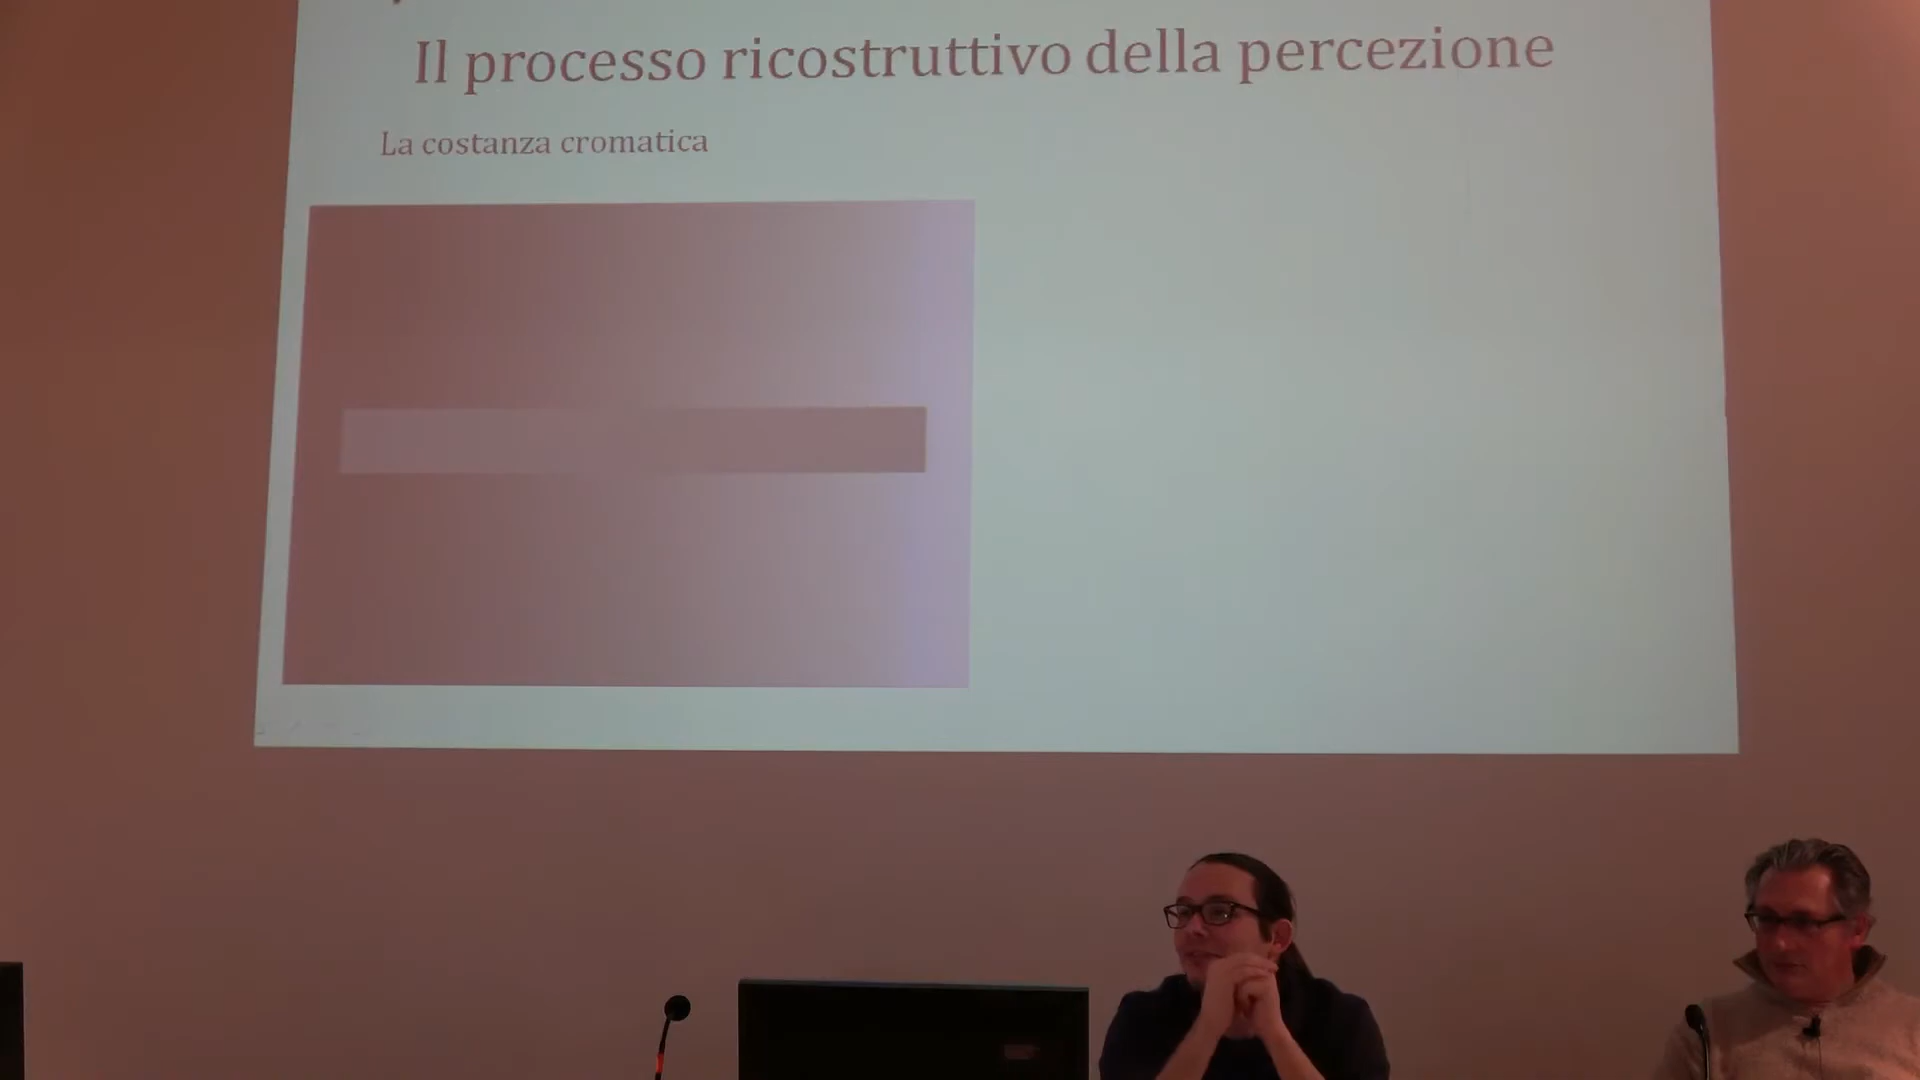 Il processo ricostruttivo della percezione
La costanza cromatica